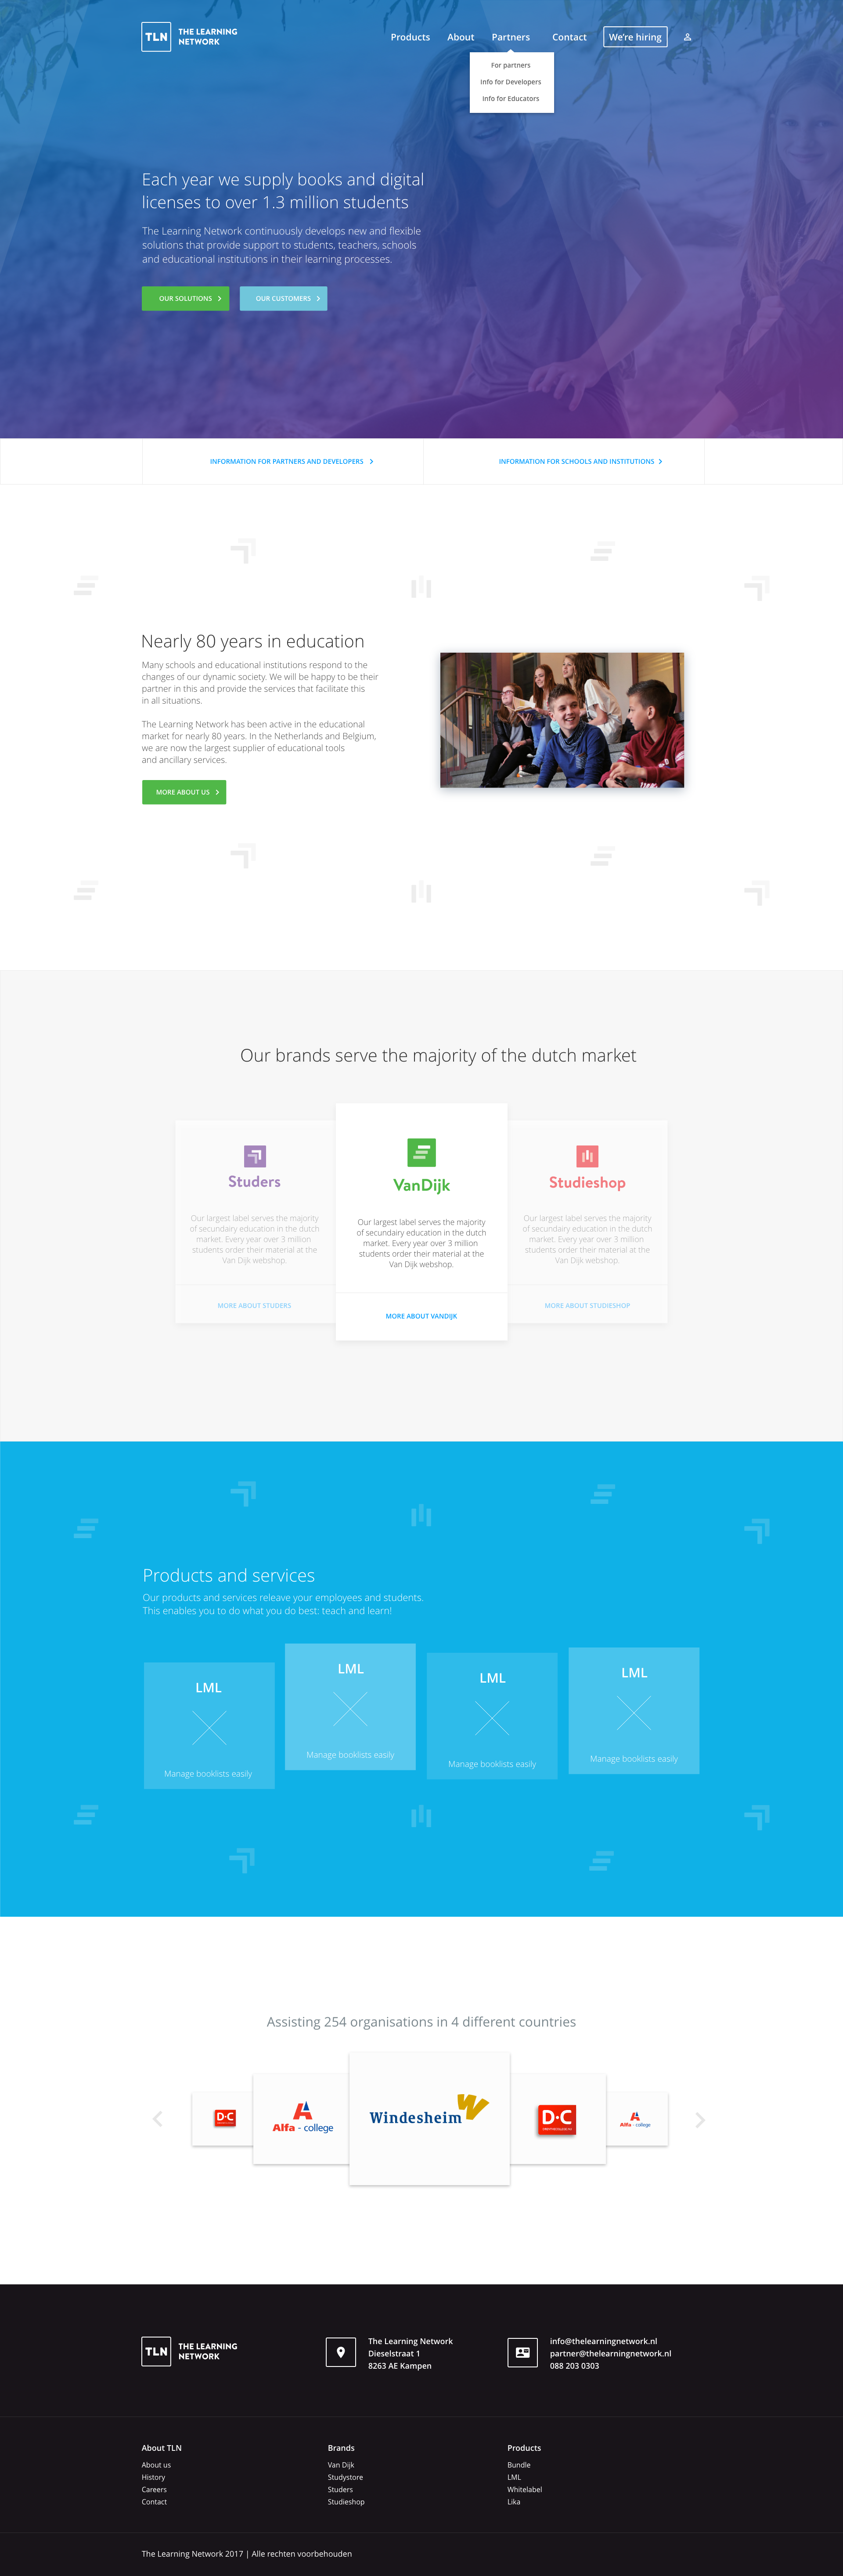 TLN
THE LEARNING
NETWORK
Products
About
Partners
Contact
We're hiring
For partners
Info for Developers
Info for Educators
Each year we supply books and digital
licenses to over 1.3 million students
The Learning Network continuously develops new and flexible
solutions that provide support to students, teachers, schools
and educational institutions in their learning processes.
OUR SOLUTIONS
OUR CUSTOMERS
INFORMATION FOR PARTNERS AND DEVELOPERS
INFORMATION FOR SCHOOLS AND INSTITUTIONS
Nearly 80 years in education
Many schools and educational institutions respond to the
changes of our dynamic society. We will be happy to be their
partner in this and provide the services that facilitate this
in all situations.
The Learning Network has been active in the educational
market for nearly 80 years. In the Netherlands and Belgium,
we are now the largest supplier of educational tools
and ancillary services.
MORE ABOUT US
Our brands serve the majority of the dutch market
Studers
Our largest label serves the majority
of secundairy education in the dutch
market. Every year over 3 million
students order their material at the
Van Dijk webshop.
MORE ABOUT STUDERS
VanDijk
Our largest label serves the majority
of secundairy education in the dutch
market. Every year over 3 million
students order their material at the
Van Dijk webshop.
MORE ABOUT VANDIJK
Studieshop
Our largest label serves the majority
of secundairy education in the dutch
market. Every year over 3 million
students order their material at the
Van Dijk webshop.
MORE ABOUT STUDIESHOP
Products and services
Our products and services releave your employees and students.
This enables you to do what you do best: teach and learn!
LML
Manage booklists easily
LML
Manage booklists easily
LML
Manage booklists easily
LML
Manage booklists easily
Assisting 254 organisations in 4 different countries
D·C
Alfa - college
Windesheim
D·C
Alfa - college
TLN
THE LEARNING
NETWORK
The Learning Network
Dieselstraat 1
8263 AE Kampen
info@thelearningnetwork.nl
partner@thelearningnetwork.nl
088 203 0303
About TLN
About us
History
Careers
Contact
Brands
Van Dijk
Studystore
Studers
Studieshop
Products
Bundle
LML
Whitelabel
Lika
The Learning Network 2017 | Alle rechten voorbehouden